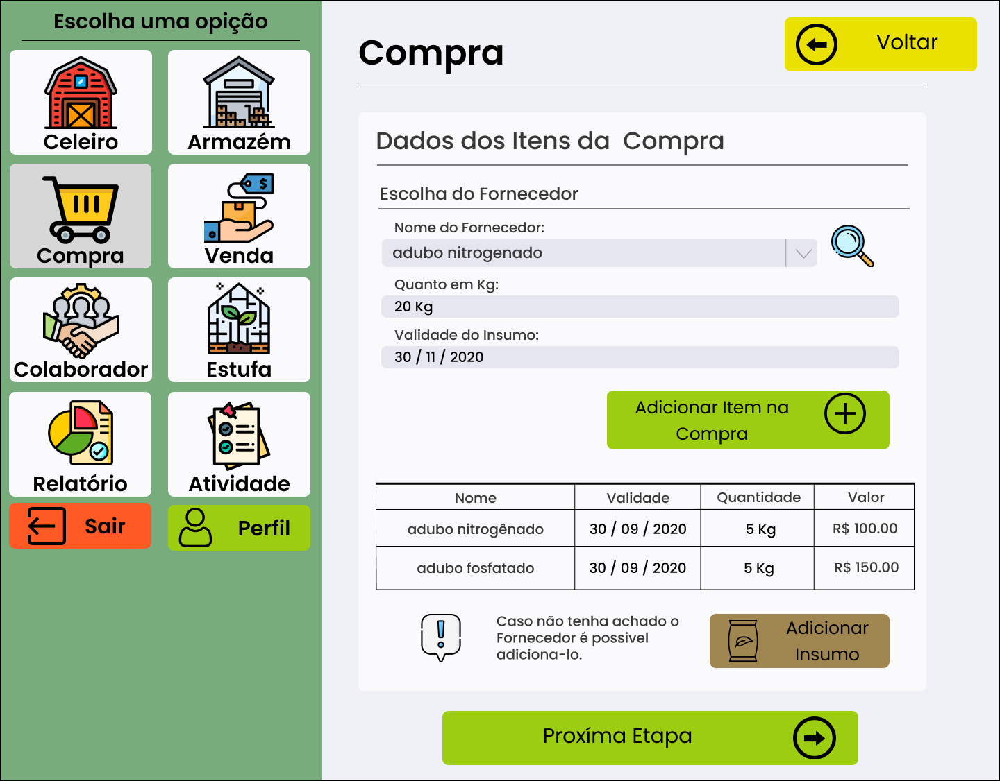 Escolha uma opição
Celeiro
Armazém
Compra
Venda
Colaborador
Estufa
Relatório
Atividade
Sair
Perfil
Compra
Voltar
Dados dos Itens da Compra
Escolha do Fornecedor
Nome do Fornecedor:
adubo nitrogenado
Quanto em Kg:
20 Kg
Validade do Insumo:
30 / 11 / 2020
Adicionar Item na
Compra
Nome Validade Quantidade Valor
adubo nitrogênado 30 / 09 / 2020 5 Kg R$ 100.00
adubo fosfatado 30 / 09 / 2020 5 Kg R$ 150.00
Caso não tenha achado o
Fornecedor é possivel
adiciona-lo.
Adicionar
Insumo
Proxíma Etapa